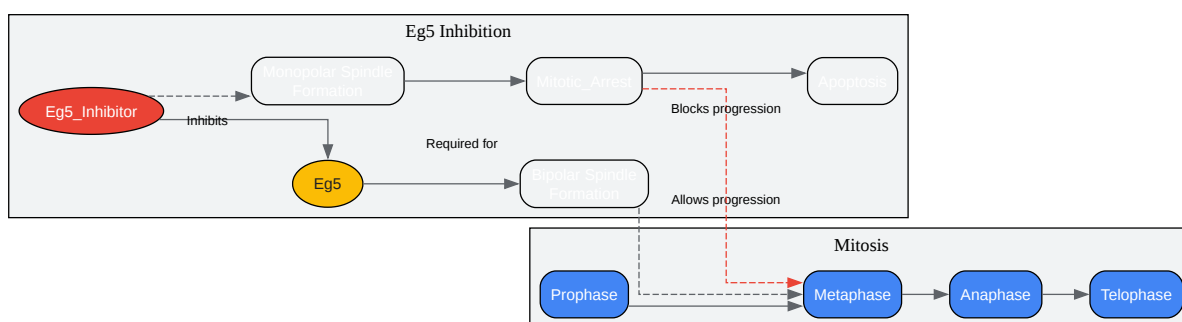 Eg5 Inhibition
Monopolar Spindle
Formation
Mitotic_Arrest
Apoptosis
Eg5_Inhibitor
Inhibits
Blocks progression
Required for
Eg5
Bipolar Spindle
Formation
Allows progression
Mitosis
Prophase
Metaphase
Anaphase
Telophase